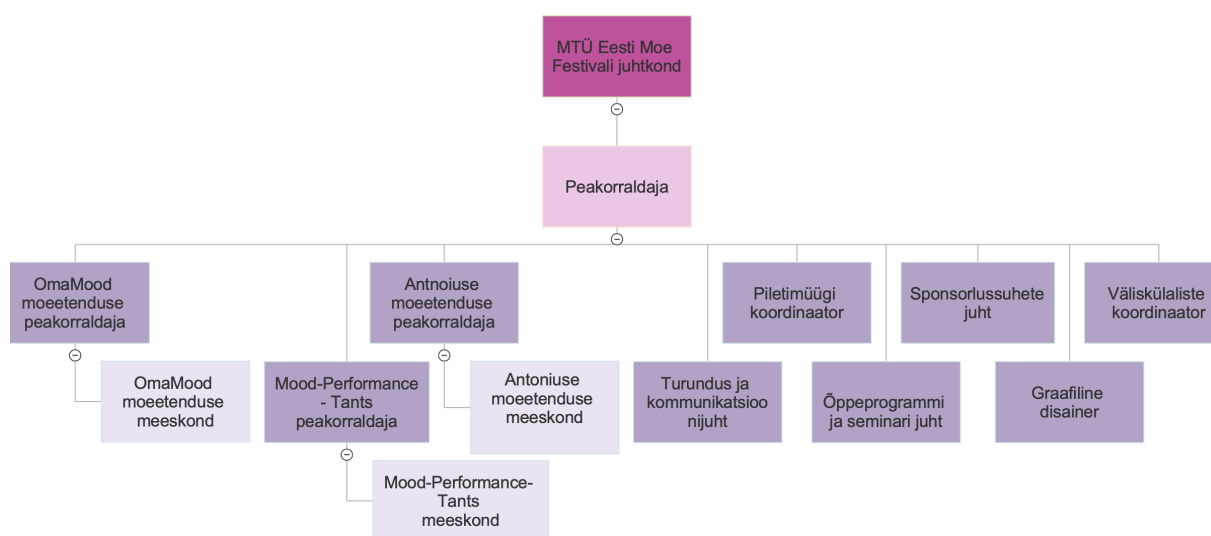 MTÜ Eesti Moe
Festivali juhtkond
Peakorraldaja
OmaMood
moeetenduse
peakorraldaja
Antnoiuse
moeetenduse
peakorraldaja
Piletimüügi
koordinaator
Sponsorlussuhete
juht
Väliskülaliste
koordinaator
OmaMood
moeetenduse
meeskond
Mood-Performance
- Tants
peakorraldaja
Antoniuse
moeetenduse
meeskond
Turundus ja
kommunikatsioo
nijuht
Õppeprogrammi
ja seminari juht
Graafiline
disainer
Mood-Performance-
Tants
meeskond